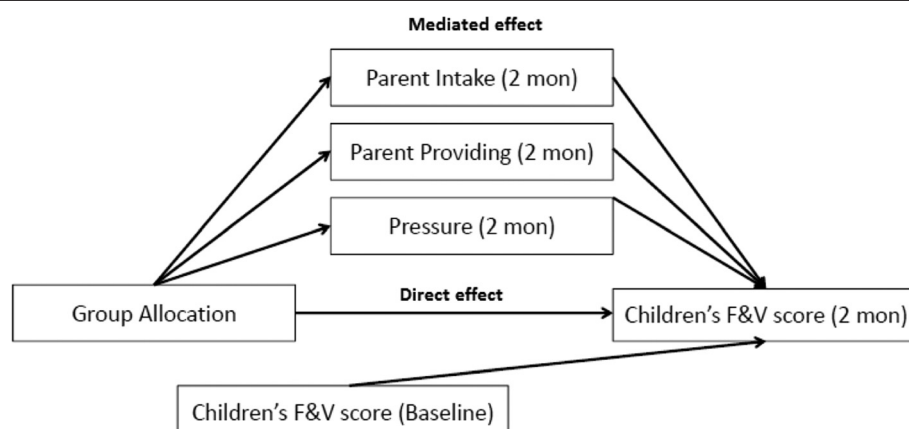 Mediated effect
Parent Intake (2 mon)
Parent Providing (2 mon)
Pressure (2 mon)
Direct effect
Group Allocation
Children's F&V score (2 mon)
Children's F&V score (Baseline)